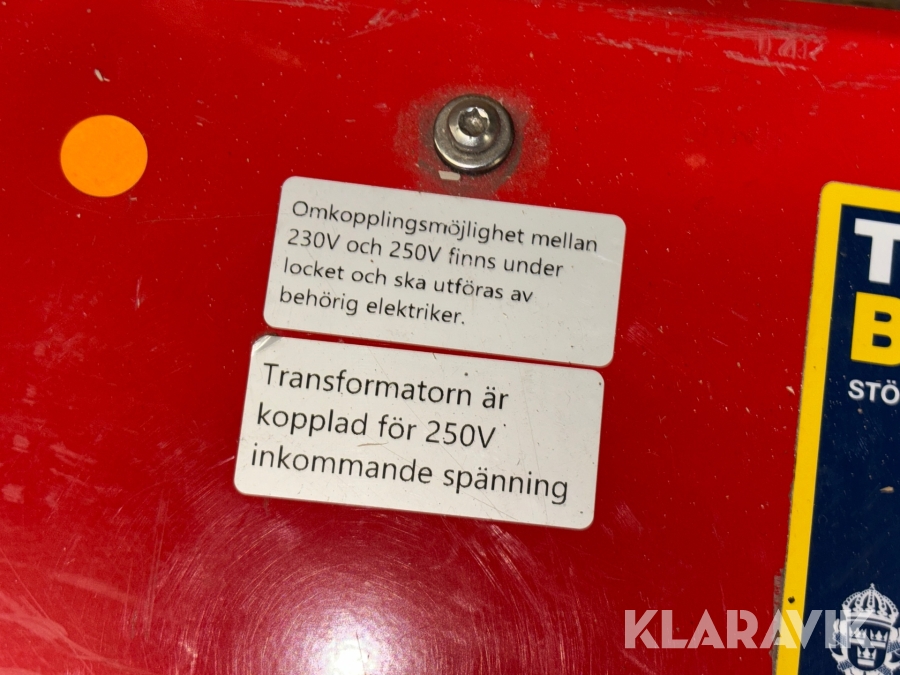 Omkopplingsmöjlighet mellan
230V och 250V finns under
locket och ska utföras av
behörig elektriker.
Transformatorn är
kopplad för 250V
inkommande spänning
T
B
STÖ
KLARAVIK